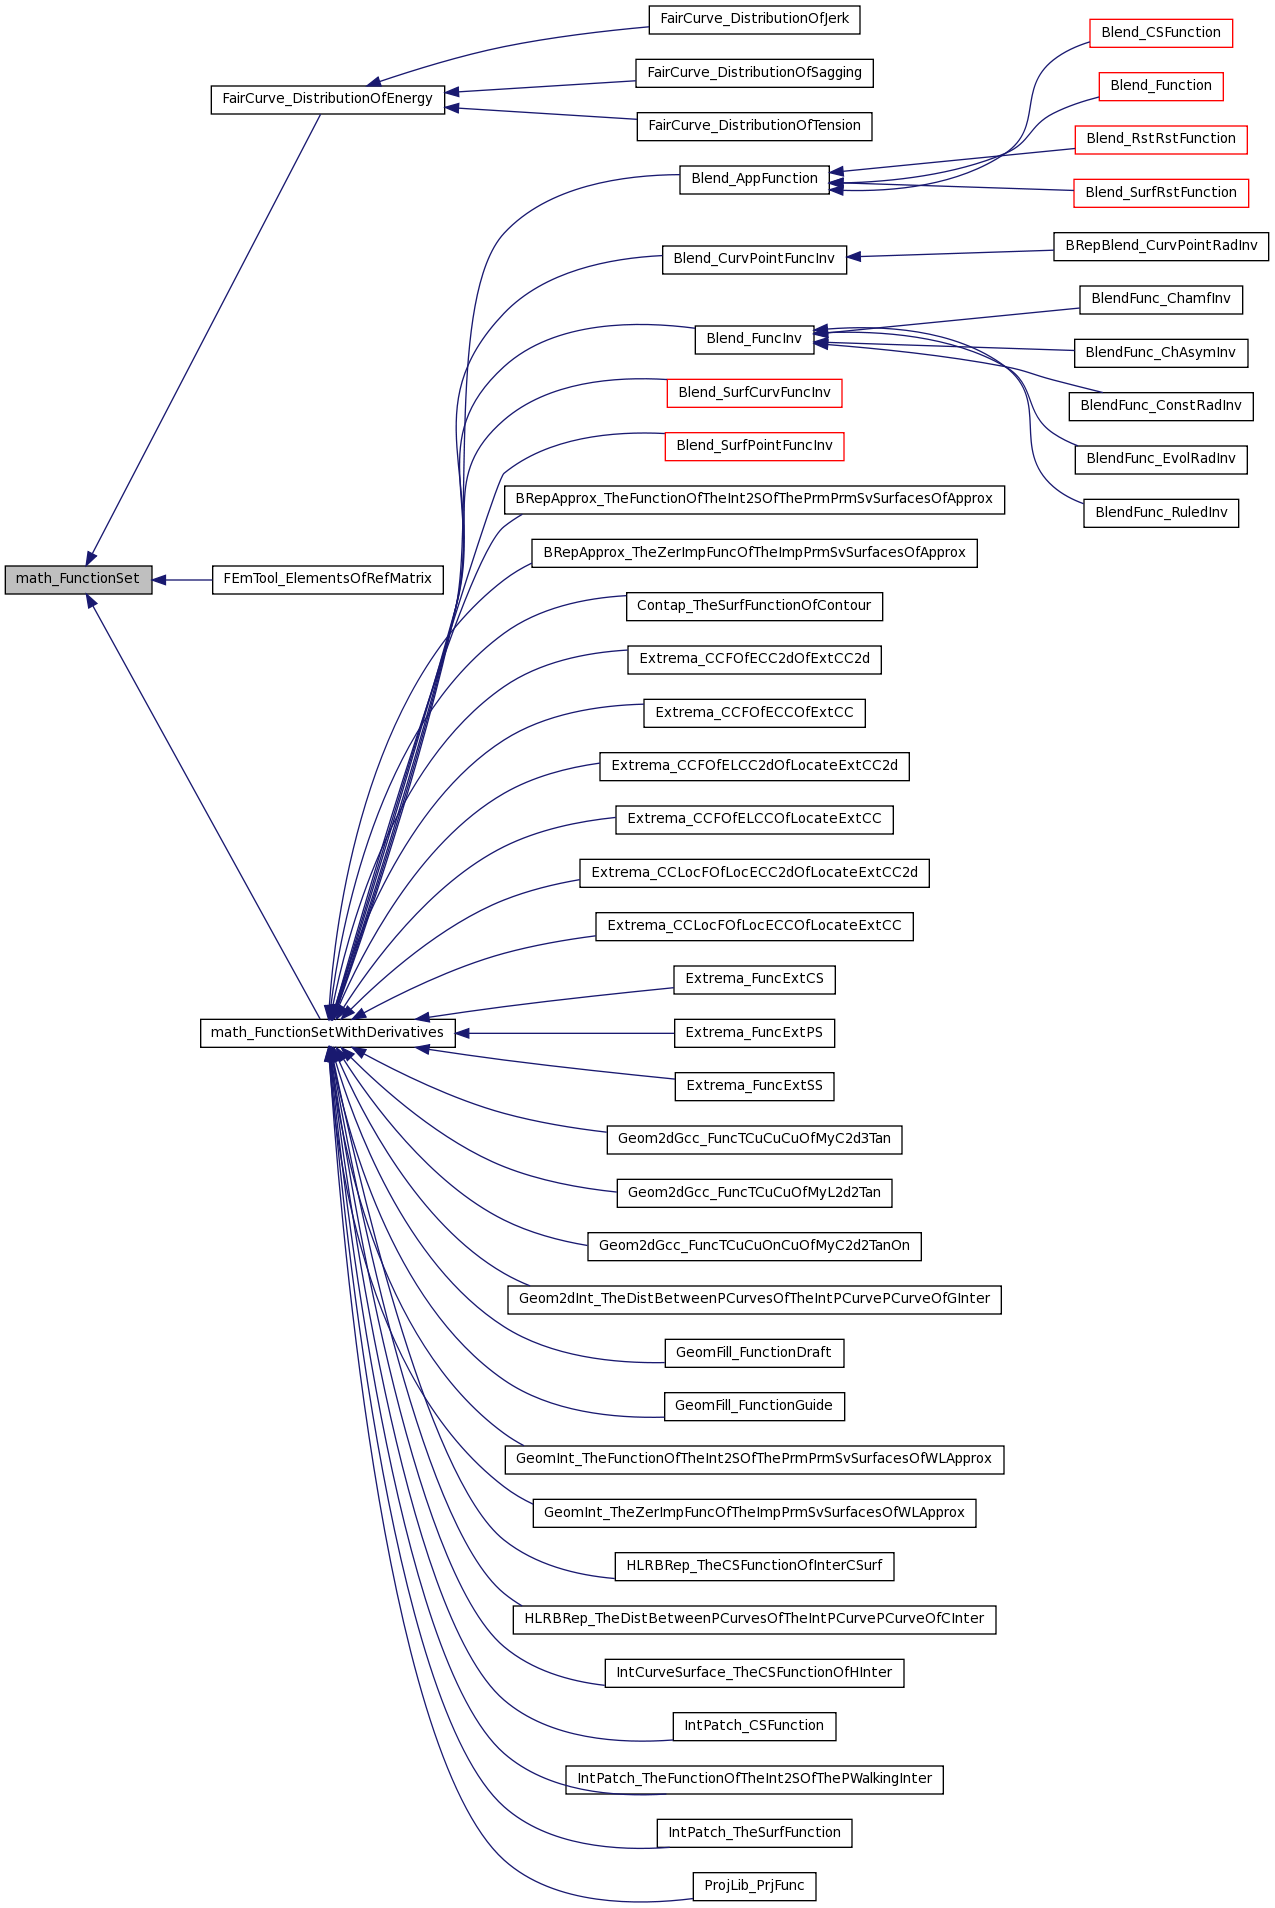 FairCurve_DistributionOfJerk
Blend_CSFunction
FairCurve_DistributionOfSagging
Blend_Function
FairCurve_DistributionOfEnergy
FairCurve_DistributionOfTension
Blend_RstRstFunction
Blend_AppFunction
Blend_SurfRstFunction
BRepBlend_CurvPointRadInv
Blend_CurvPointFuncInv
BlendFunc_ChamfInv
Blend_FuncInv
BlendFunc_ChAsymInv
Blend_SurfCurvFuncInv
BlendFunc_ConstRadInv
Blend_SurfPointFuncInv
BlendFunc_EvolRadInv
BRepApprox_TheFunctionOfTheInt2SOfThePrmPrmSvSurfacesOfApprox
BlendFunc_RuledInv
BRepApprox_TheZerImpFuncOfTheImpPrmSvSurfacesOfApprox
math_FunctionSet
FEmTool_ElementsOfRefMatrix
Contap_TheSurfFunctionOfContour
Extrema_CCFOfECC2dOfExtCC2d
Extrema_CCFOfECCOfExtCC
Extrema_CCFOfELCC2dOfLocateExtCC2d
Extrema_CCFOfELCCOfLocateExtCC
Extrema_CCLocFOfLocECC2dOfLocateExtCC2d
Extrema_CCLocFOfLocECCOfLocateExtCC
Extrema_FuncExtCS
math_FunctionSetWithDerivatives
Extrema_FuncExtPS
Extrema_FuncExtSS
Geom2dGcc_FuncTCuCuCuOfMyC2d3Tan
Geom2dGcc_FuncTCuCuOfMyL2d2Tan
Geom2dGcc_FuncTCuCuOnCuOfMyC2d2TanOn
Geom2dInt_TheDistBetweenPCurvesOfTheIntPCurvePCurveOfGInter
GeomFill_FunctionDraft
GeomFill_FunctionGuide
GeomInt_TheFunctionOfTheInt2SOfThePrmPrmSvSurfacesOfWLApprox
GeomInt_TheZerImpFuncOfTheImpPrmSvSurfacesOfWLApprox
HLRBRep_TheCSFunctionOfInterCSurf
HLRBRep_TheDistBetweenPCurvesOfTheIntPCurvePCurveOfCInter
IntCurveSurface_TheCSFunctionOfHInter
IntPatch_CSFunction
IntPatch_TheFunctionOfTheInt2SOfThePWalkingInter
IntPatch_TheSurfFunction
ProjLib_PrjFunc